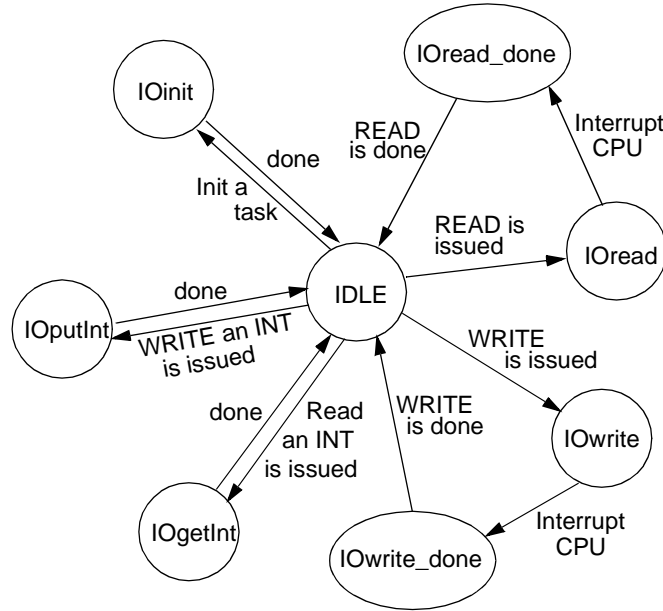 IOread_done
IOinit
READ
is done
Interrupt
CPU
done
Init a
task
READ is
issued
IOread
IDLE
done
IOputInt
WRITE an INT
is issued
WRITE
is issued
done
Read
an INT
is issued
WRITE
is done
IOwrite
IOgetInt
Interrupt
CPU
IOwrite_done